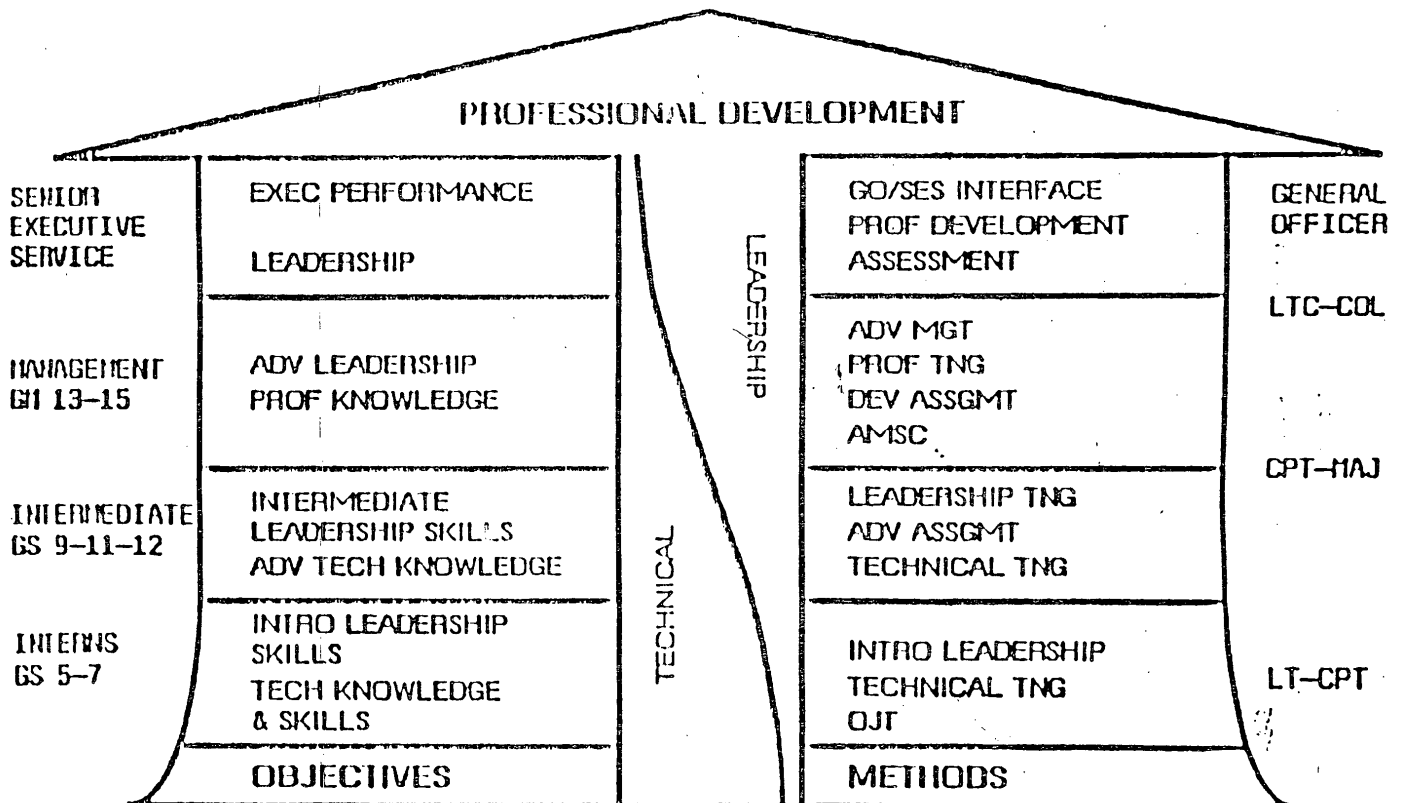 PROFESSIONAL DEVELOPMENT
SENIOR
EXECUTIVE
SERVICE
EXEC PERFORMANCE
LEADERSHIP
GO/SES INTERFACE
PROF DEVELOPMENT
ASSESSMENT
GENERAL
OFFICER
LEADERSHIP
LTC-COL
MANAGEMENT
GM 13-15
ADV LEADERSHIP
PROF KNOWLEDGE
ADV MGT
PROF TNG
DEV ASSGMT
AMSC
CPT-MAJ
INTERMEDIATE
GS 9-11-12
INTERMEDIATE
LEADERSHIP SKILLS
ADV TECH KNOWLEDGE
TECHNICAL
LEADERSHIP TNG
ADV ASSGMT
TECHNICAL TNG
INTERNS
GS 5-7
INTRO LEADERSHIP
SKILLS
TECH KNOWLEDGE
& SKILLS
INTRO LEADERSHIP
TECHNICAL TNG
OJT
LT-CPT
OBJECTIVES
METHODS